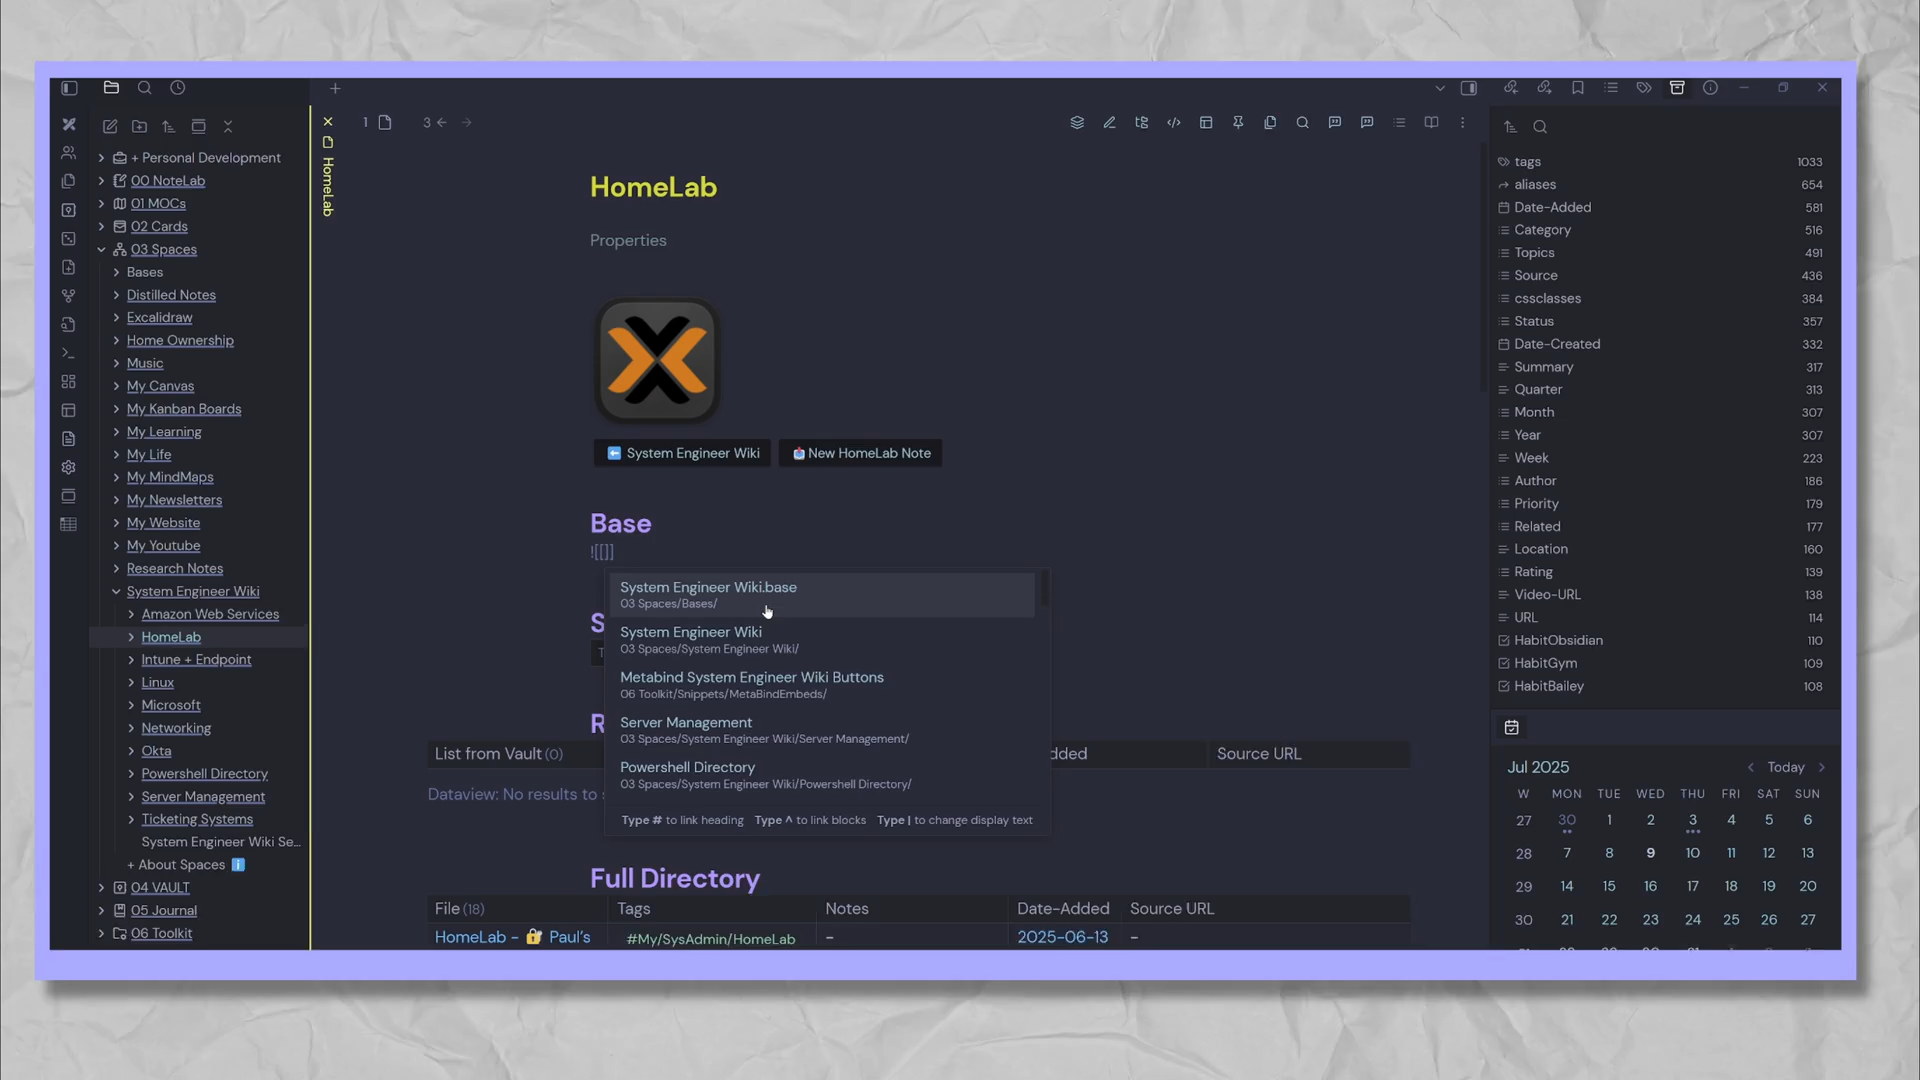 + Personal Development
00 NoteLab
01 MOCs
02 Cards
03 Spaces
Bases
Distilled Notes
Excalidraw
Home Ownership
Music
My Canvas
My Kanban Boards
My Learning
My Life
My MindMaps
My Newsletters
My Website
My Youtube
Research Notes
System Engineer Wiki
Amazon Web Services
HomeLab
Intune + Endpoint
Linux
Microsoft
Networking
Okta
Powershell Directory
Server Management
Ticketing Systems
System Engineer Wiki Se...
+ About Spaces
04 VAULT
05 Journal
06 Toolkit
HomeLab
1
3
HomeLab
Properties
System Engineer Wiki
New HomeLab Note
Base
![[]]
System Engineer Wiki.base
03 Spaces/Bases/
System Engineer Wiki
03 Spaces/System Engineer Wiki/
Metabind System Engineer Wiki Buttons
06 Toolkit/Snippets/MetaBindEmbeds/
Server Management
03 Spaces/System Engineer Wiki/Server Management/
Powershell Directory
03 Spaces/System Engineer Wiki/Powershell Directory/
Type # to link heading Type ^ to link blocks Type | to change display text
List from Vault (0) Source URL
Dataview: No results to
Full Directory
File (18) Tags Notes Date-Added Source URL
HomeLab - Paul's #My/SysAdmin/HomeLab - 2025-06-13 -
tags 1033
aliases 654
Date-Added 581
Category 516
Topics 491
Source 436
cssclasses 384
Status 357
Date-Created 332
Summary 317
Quarter 313
Month 307
Year 307
Week 223
Author 186
Priority 179
Related 177
Location 160
Rating 139
Video-URL 138
URL 114
HabitObsidian 110
HabitGym 109
HabitBailey 108
Jul 2025 Today
W MON TUE WED THU FRI SAT SUN
27 30 1 2 3 4 5 6
28 7 8 9 10 11 12 13
29 14 15 16 17 18 19 20
30 21 22 23 24 25 26 27